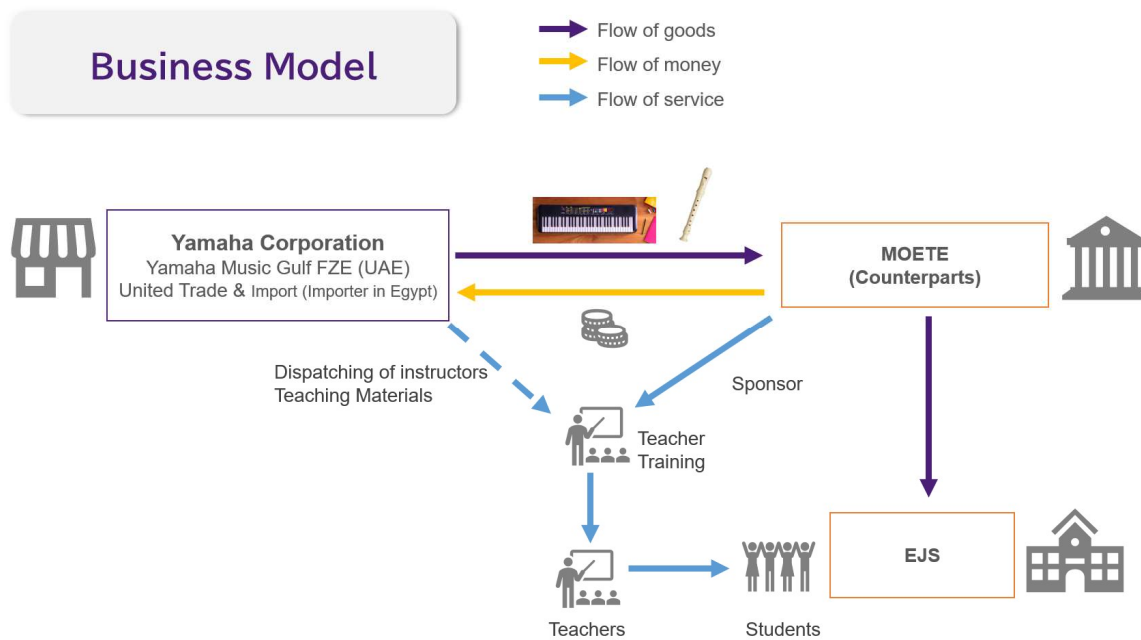 Business Model
Flow of goods
Flow of money
Flow of service
Yamaha Corporation
Yamaha Music Gulf FZE (UAE)
United Trade & Import (Importer in Egypt)
MOETE
(Counterparts)
Dispatching of instructors
Teaching Materials
Sponsor
Teacher
Training
EJS
Teachers
Students